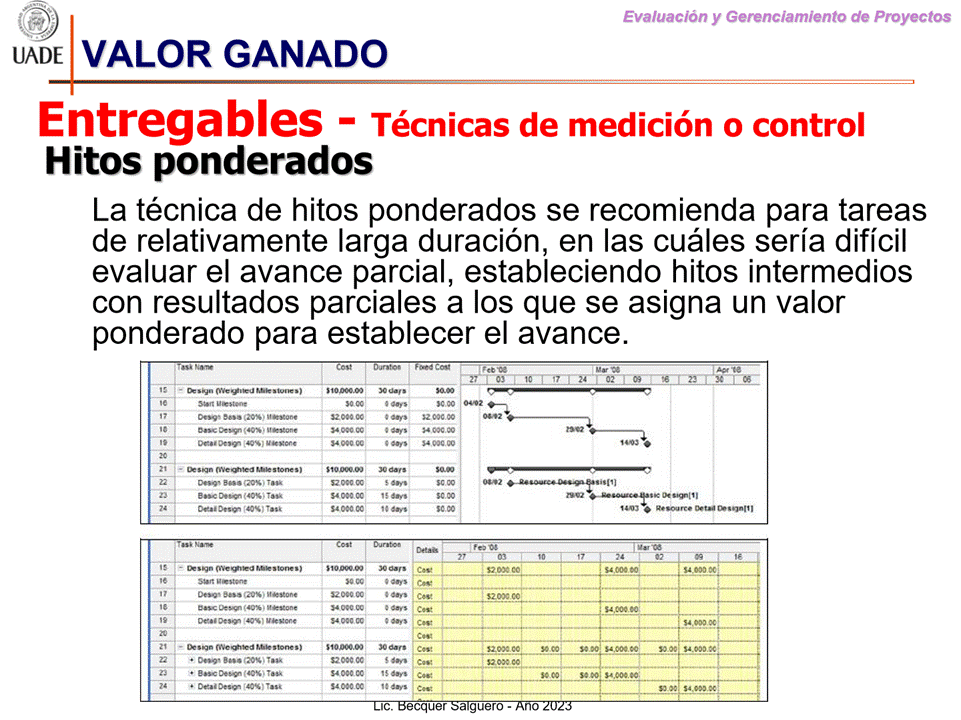 Evaluación y Gerenciamiento de Proyectos
UADE
VALOR GANADO
Entregables - Técnicas de medición o control
Hitos ponderados
La técnica de hitos ponderados se recomienda para tareas
de relativamente larga duración, en las cuáles sería difícil
evaluar el avance parcial, estableciendo hitos intermedios
con resultados parciales a los que se asigna un valor
ponderado para establecer el avance.
Task Name Cost Duration Fixed Cost Feb '08 Mar '08 Apr '08
27 03 10 17 24 02 09 16 23 30 06
15 Design (Weighted Milestones) $10,000.00 30 days $0.00
16 Start Milestone $0.00 0 days $0.00 04/02
17 Design Basis (20%) Milestone $2,000.00 0 days $2,000.00 08/02
18 Basic Design (40%) Milestone $4,000.00 0 days $4,000.00 29/02
19 Detail Design (40%) Milestone $4,000.00 0 days $4,000.00 14/03
20
21 Design (Weighted Milestones) $10,000.00 30 days $0.00
22 Design Basis (20%) Task $2,000.00 5 days $0.00 08/02 Resource Design Basis[1]
23 Basic Design (40%) Task $4,000.00 15 days $0.00 29/02 Resource Basic Design[1]
24 Detail Design (40%) Task $4,000.00 10 days $0.00 14/03 Resource Detail Design[1]
Task Name Cost Duration Details Feb '08 Mar '08
27 03 10 17 24 02 09 16
15 Design (Weighted Milestones) $10,000.00 30 days Cost $2,000.00 $4,000.00 $4,000.00
16 Start Milestone $0.00 0 days Cost
17 Design Basis (20%) Milestone $2,000.00 0 days Cost $2,000.00
18 Basic Design (40%) Milestone $4,000.00 0 days Cost $4,000.00
19 Detail Design (40%) Milestone $4,000.00 0 days Cost $4,000.00
20 Cost
21 Design (Weighted Milestones) $10,000.00 30 days Cost $2,000.00 $0.00 $0.00 $4,000.00 $0.00 $4,000.00
22 Design Basis (20%) Task $2,000.00 5 days Cost $2,000.00
23 Basic Design (40%) Task $4,000.00 15 days Cost $0.00 $0.00 $4,000.00
24 Detail Design (40%) Task $4,000.00 10 days Cost $0.00 $4,000.00
Lic. Becquer Salguero - Año 2023